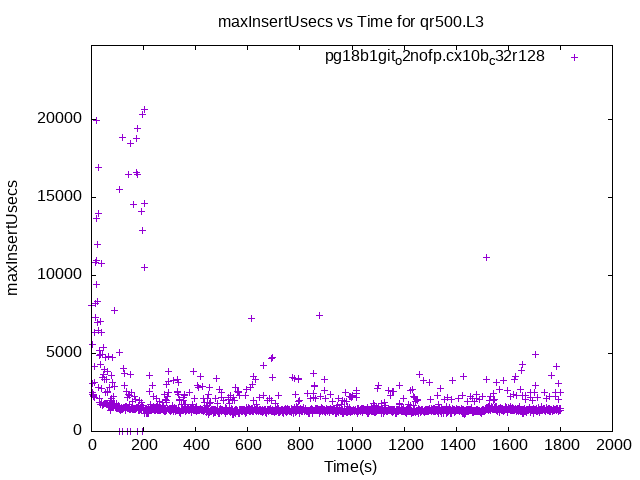 maxInsertUsecs vs Time for qr500.L3
pg18b1git_o2nofp.cx10b_c32r128
20000
15000
10000
5000
0
maxInsertUsecs
0 200 400 600 800 1000 1200 1400 1600 1800 2000
Time(s)